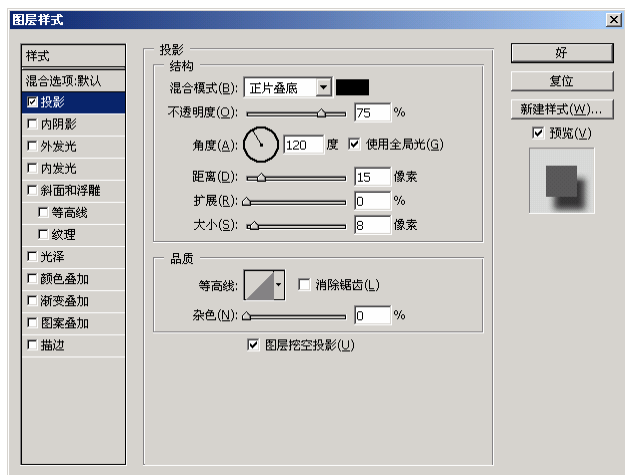 图层样式
样式
混合选项:默认
投影
内阴影
外发光
内发光
斜面和浮雕
等高线
纹理
光泽
颜色叠加
渐变叠加
图案叠加
描边
投影
结构
混合模式(B): 正片叠底
不透明度(O): 75 %
角度(A): 120 度 使用全局光(G)
距离(D): 15 像素
扩展(R): 0 %
大小(S): 8 像素
品质
等高线: 消除锯齿(L)
杂色(N): 0 %
图层挖空投影(U)
好
复位
新建样式(W)...
预览(V)